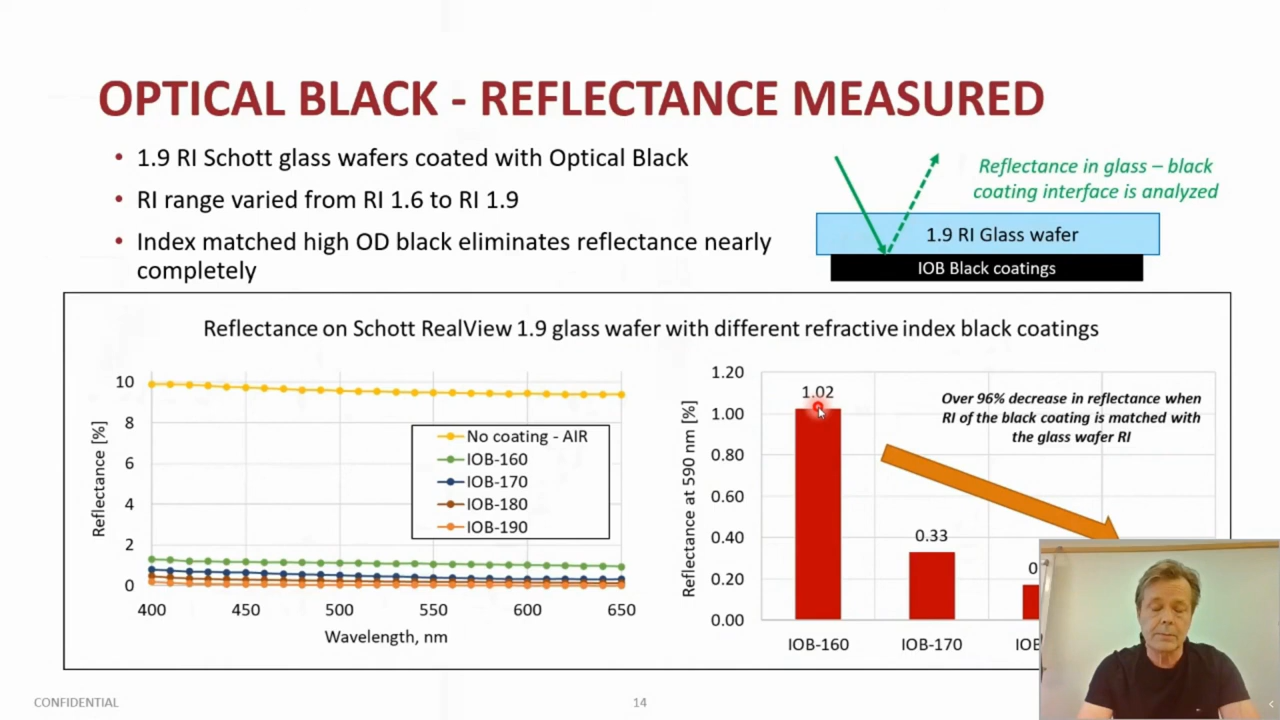 OPTICAL BLACK - REFLECTANCE MEASURED
• 1.9 RI Schott glass wafers coated with Optical Black
• RI range varied from RI 1.6 to RI 1.9
• Index matched high OD black eliminates reflectance nearly
completely
Reflectance in glass – black
coating interface is analyzed
1.9 RI Glass wafer
IOB Black coatings
Reflectance on Schott RealView 1.9 glass wafer with different refractive index black coatings
Reflectance [%]
10
8
6
4
2
0
400 450 500 550 600 650
Wavelength, nm
No coating - AIR
IOB-160
IOB-170
IOB-180
IOB-190
Reflectance at 590 nm [%]
1.20
1.00
0.80
0.60
0.40
0.20
0.00
1.02
0.33
Over 96% decrease in reflectance when
RI of the black coating is matched with
the glass wafer RI
IOB-160 IOB-170
CONFIDENTIAL
14